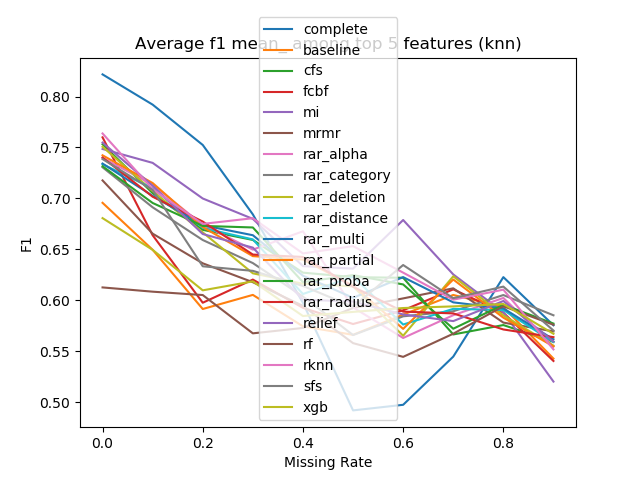 Average f1 mean_ among top 5 features (knn)
complete
baseline
cfs
fcbf
mi
mrmr
rar_alpha
rar_category
rar_deletion
rar_distance
rar_multi
rar_partial
rar_proba
rar_radius
relief
rf
rknn
sfs
xgb
F1
0.80
0.75
0.70
0.65
0.60
0.55
0.50
0.0 0.2 0.4 0.6 0.8
Missing Rate